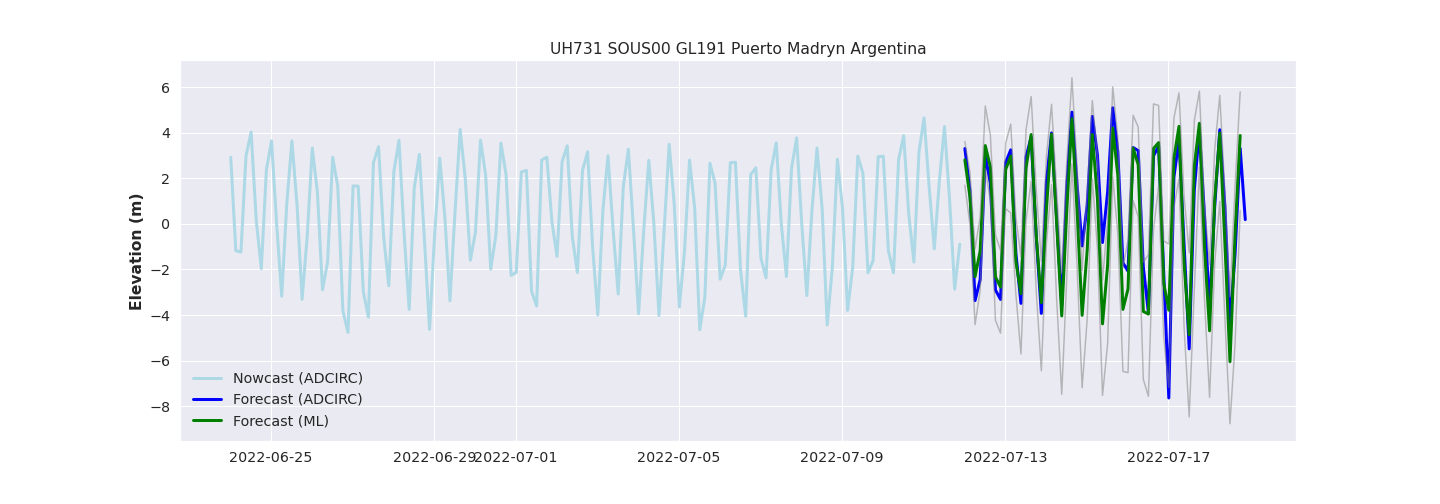 UH731 SOUS00 GL191 Puerto Madryn Argentina
Elevation (m)
6
4
2
0
−2
−4
−6
−8
Nowcast (ADCIRC)
Forecast (ADCIRC)
Forecast (ML)
2022-06-25 2022-06-29 2022-07-01 2022-07-05 2022-07-09 2022-07-13 2022-07-17